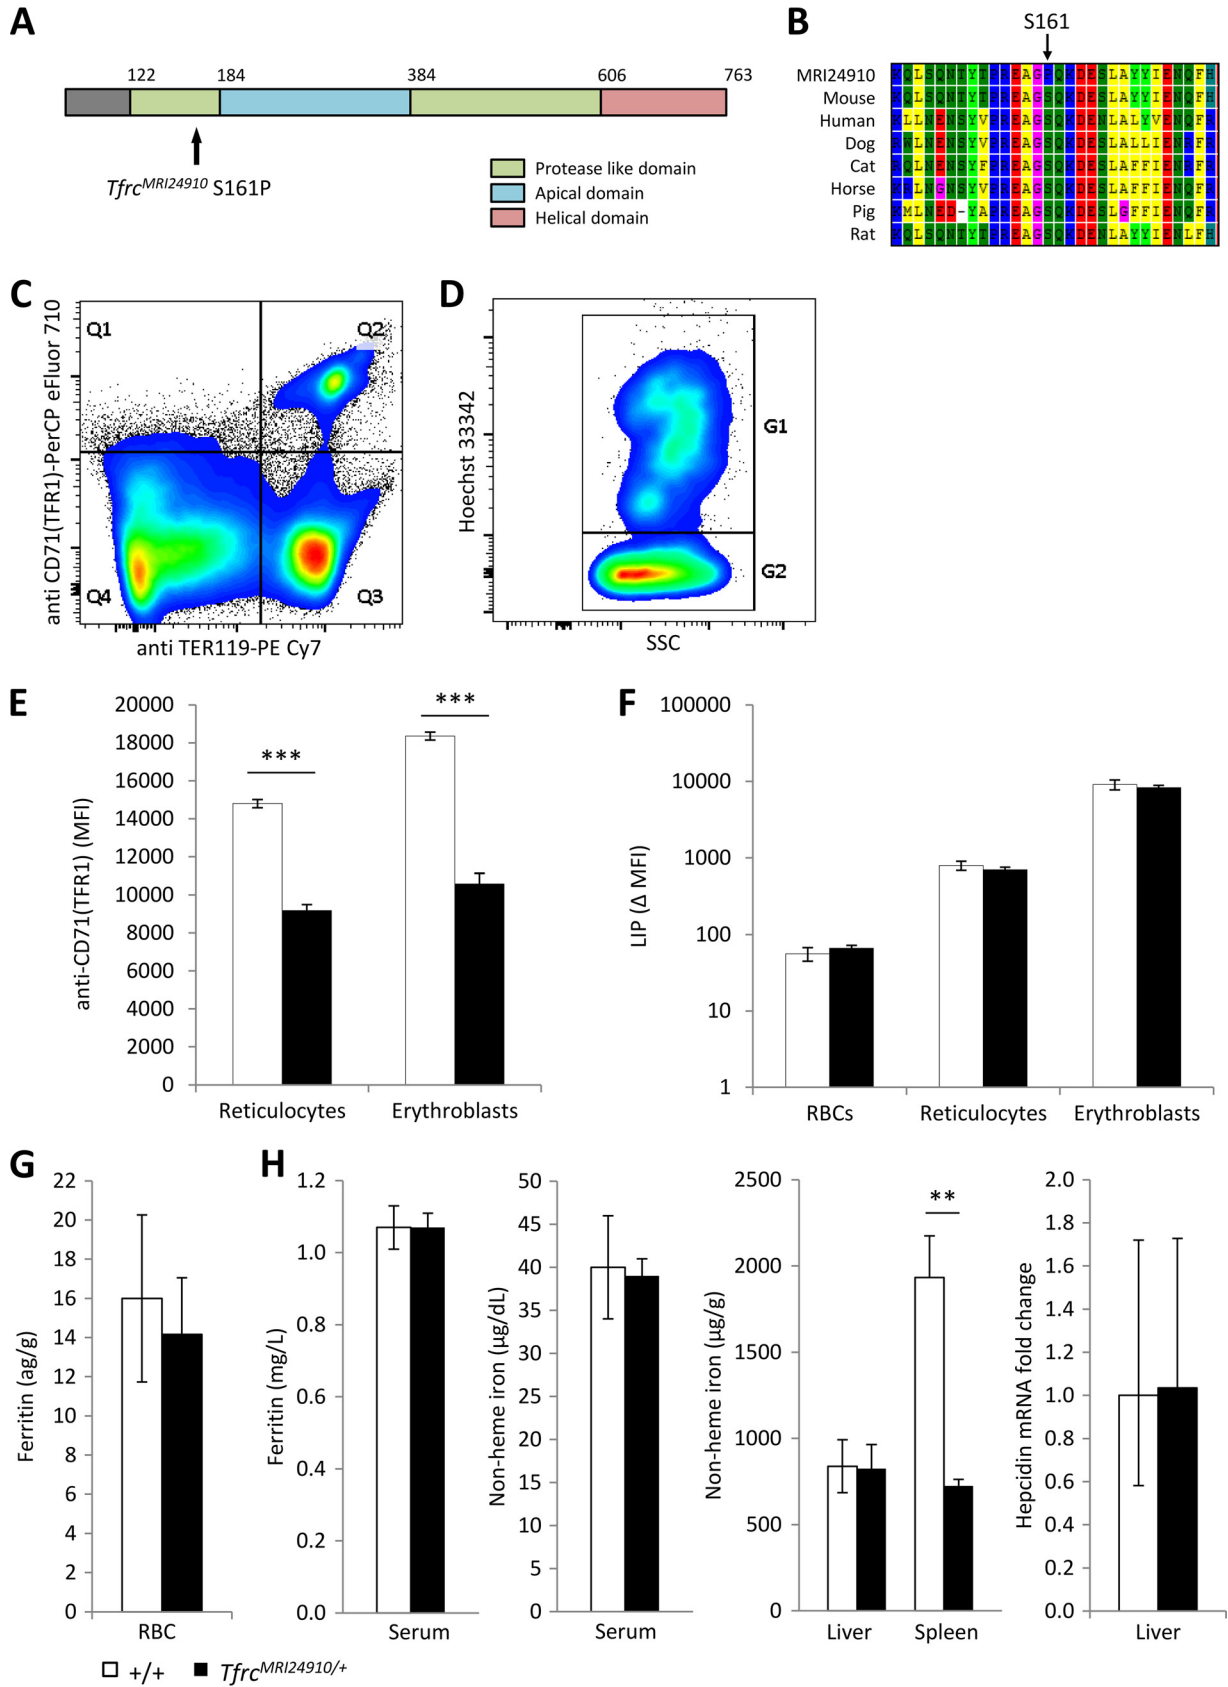 A
122
184
384
606
763
Tfrc^MRI24910 S161P
Protease like domain
Apical domain
Helical domain
B
S161
MRI24910
Mouse
Human
Dog
Cat
Horse
Pig
Rat
C
anti CD71(TFR1)-PerCP eFluor 710
Q1
Q2
Q4
Q3
anti TER119-PE Cy7
D
Hoechst 33342
G1
G2
SSC
E
anti-CD71(TFR1) (MFI)
20000
18000
16000
14000
12000
10000
8000
6000
4000
2000
0
***
***
Reticulocytes
Erythroblasts
F
LIP (Δ MFI)
100000
10000
1000
100
10
1
RBCs
Reticulocytes
Erythroblasts
G
Ferritin (ag/g)
22
20
18
16
14
12
10
8
6
4
2
0
RBC
H
Ferritin (mg/L)
1.2
1.0
0.8
0.6
0.4
0.2
0.0
Serum
Non-heme iron (µg/dL)
50
45
40
35
30
25
20
15
10
5
0
Serum
Non-heme iron (µg/g)
2500
2000
1500
1000
500
0
**
Liver
Spleen
Hepcidin mRNA fold change
2.0
1.8
1.6
1.4
1.2
1.0
0.8
0.6
0.4
0.2
0.0
Liver
+/+
Tfrc^MRI24910/+